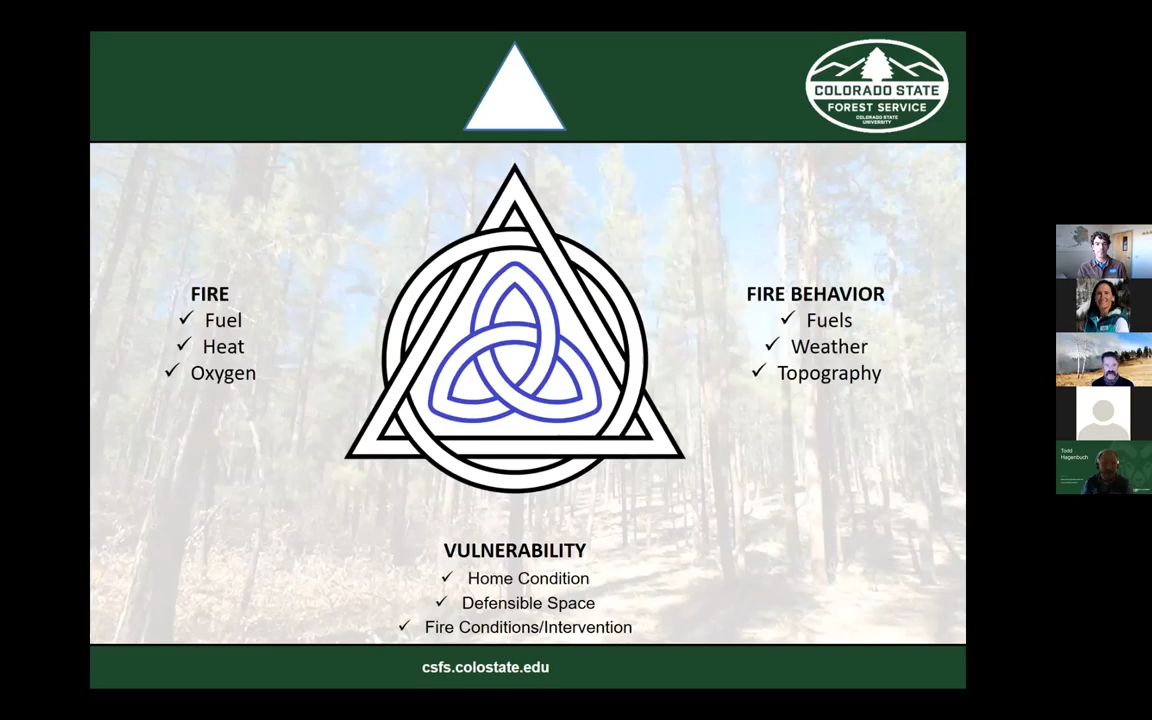 COLORADO STATE
FOREST SERVICE
COLORADO STATE
UNIVERSITY
FIRE
✓ Fuel
✓ Heat
✓ Oxygen
FIRE BEHAVIOR
✓ Fuels
✓ Weather
✓ Topography
VULNERABILITY
✓ Home Condition
✓ Defensible Space
✓ Fire Conditions/Intervention
csfs.colostate.edu
Todd
Hagenbuch